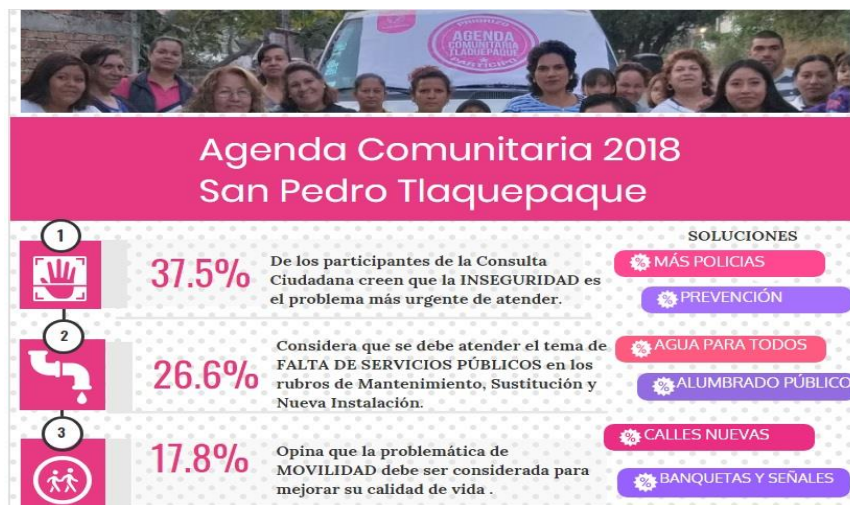 PRIORIZO
AGENDA
COMUNITARIA
TLAQUEPAQUE
PARTICIPO
Agenda Comunitaria 2018
San Pedro Tlaquepaque
SOLUCIONES
1
37.5%
De los participantes de la Consulta
Ciudadana creen que la INSEGURIDAD es
el problema más urgente de atender.
% MÁS POLICIAS
% PREVENCIÓN
2
26.6%
Considera que se debe atender el tema de
FALTA DE SERVICIOS PÚBLICOS en los
rubros de Mantenimiento, Sustitución y
Nueva Instalación.
% AGUA PARA TODOS
% ALUMBRADO PÚBLICO
3
17.8%
Opina que la problemática de
MOVILIDAD debe ser considerada para
mejorar su calidad de vida .
% CALLES NUEVAS
% BANQUETAS Y SEÑALES